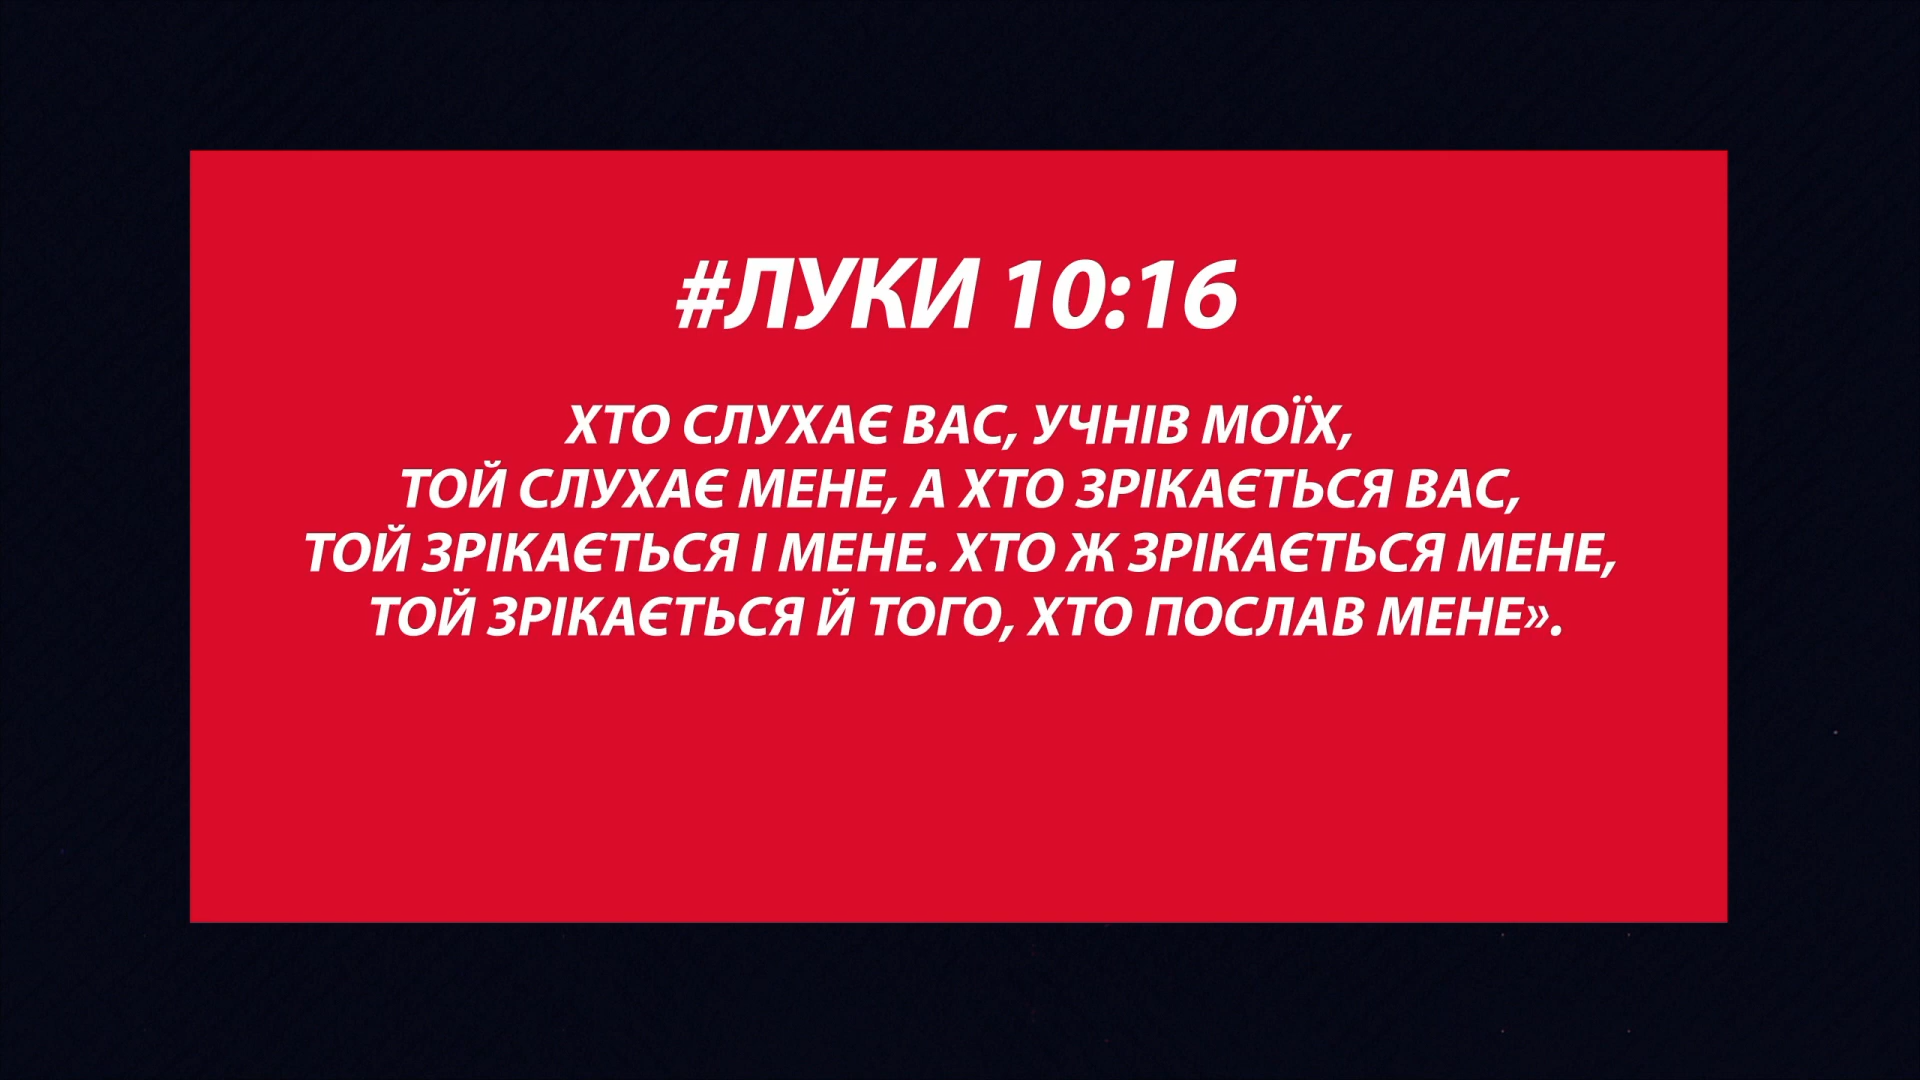 #ЛУКИ 10:16
ХТО СЛУХАЄ ВАС, УЧНІВ МОЇХ,
ТОЙ СЛУХАЄ МЕНЕ, А ХТО ЗРІКАЄТЬСЯ ВАС,
ТОЙ ЗРІКАЄТЬСЯ І МЕНЕ. ХТО Ж ЗРІКАЄТЬСЯ МЕНЕ,
ТОЙ ЗРІКАЄТЬСЯ Й ТОГО, ХТО ПОСЛАВ МЕНЕ».